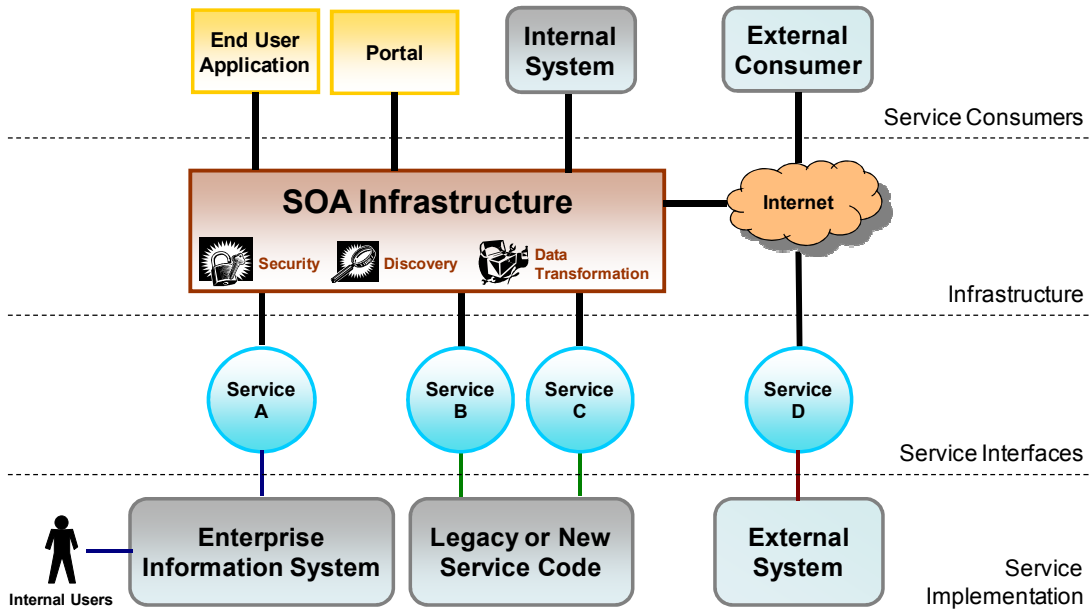 End User
Application
Portal
Internal
System
External
Consumer
Service Consumers
SOA Infrastructure
Internet
Security
Discovery
Data
Transformation
Infrastructure
Service
A
Service
B
Service
C
Service
D
Service Interfaces
Enterprise
Information System
Legacy or New
Service Code
External
System
Internal Users
Service
Implementation